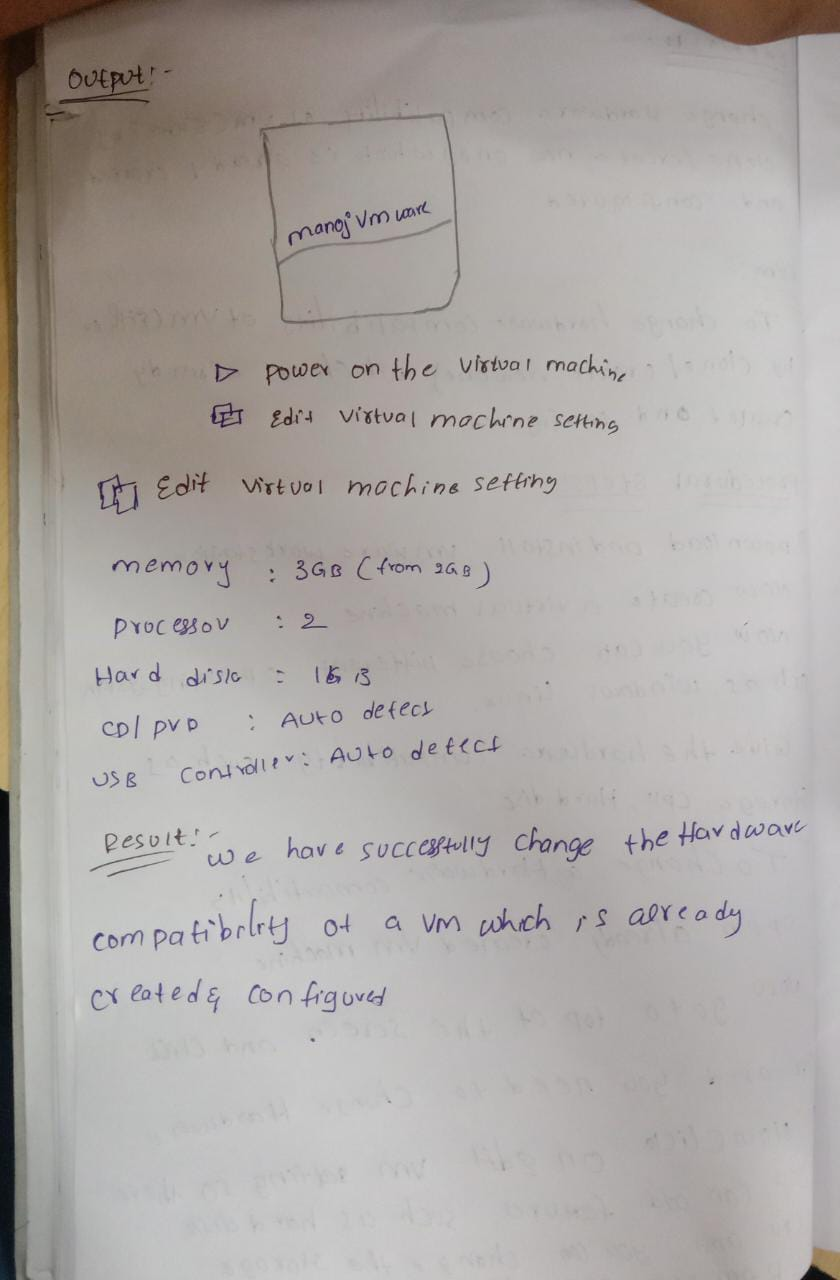 Output:-
manoj vm ware
power on the virtual machine
Edit virtual machine setting
Edit virtual machine setting
memory : 3GB (from 2GB)
Processor : 2
Hard disk :
CD/DVD : Auto detect
USB controller: Auto detect
Result:-
we have successfully change the Hardware
compatibility of a vm which is already
created & configured